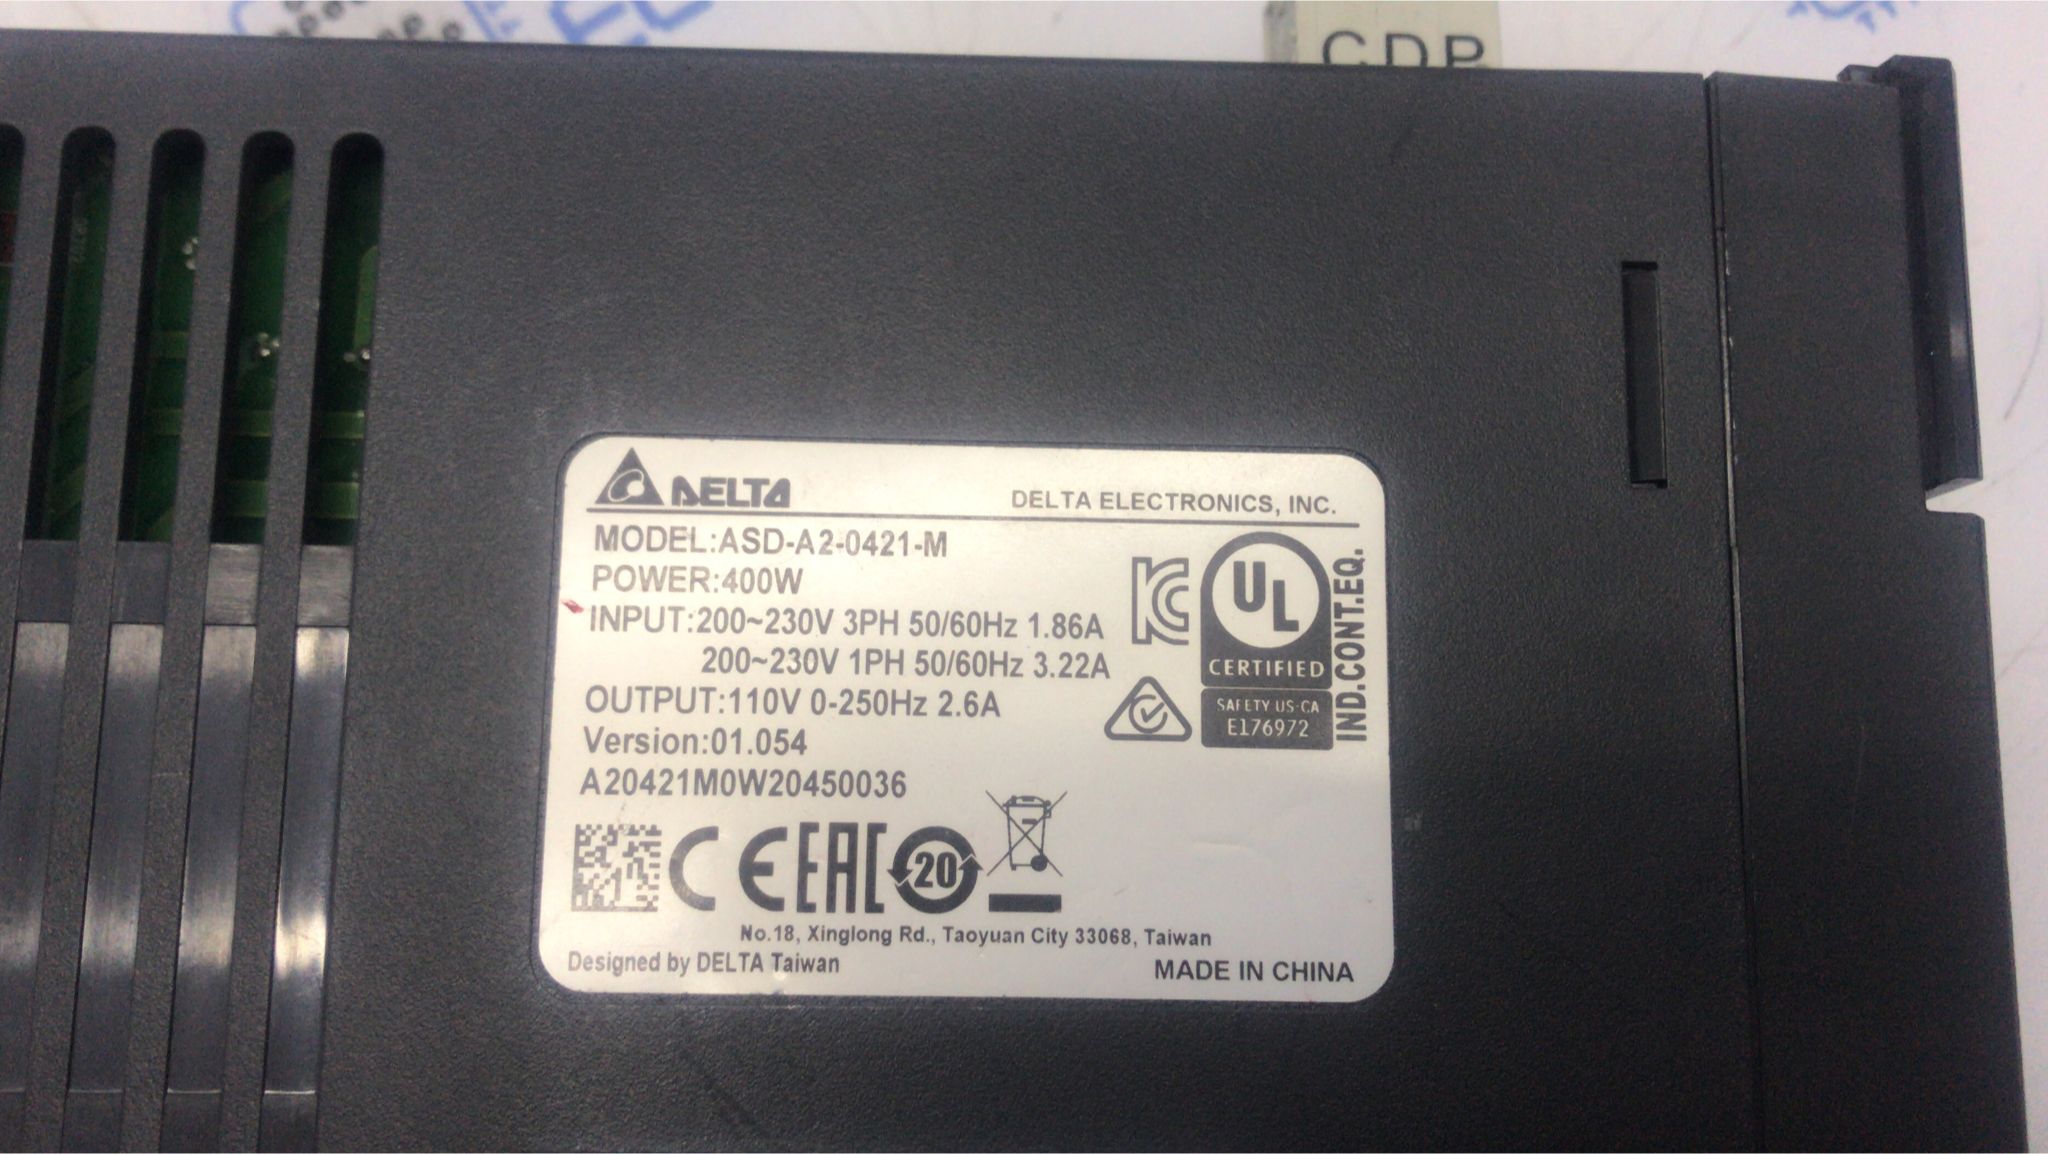 CDP
DELTA
DELTA ELECTRONICS, INC.
MODEL:ASD-A2-0421-M
POWER:400W
INPUT:200~230V 3PH 50/60Hz 1.86A
200~230V 1PH 50/60Hz 3.22A
OUTPUT:110V 0-250Hz 2.6A
Version:01.054
A20421M0W20450036
UL
CERTIFIED
SAFETY US-CA
E176972
IND.CONT.EQ.
CE EAC 20
No.18, Xinglong Rd., Taoyuan City 33068, Taiwan
Designed by DELTA Taiwan
MADE IN CHINA